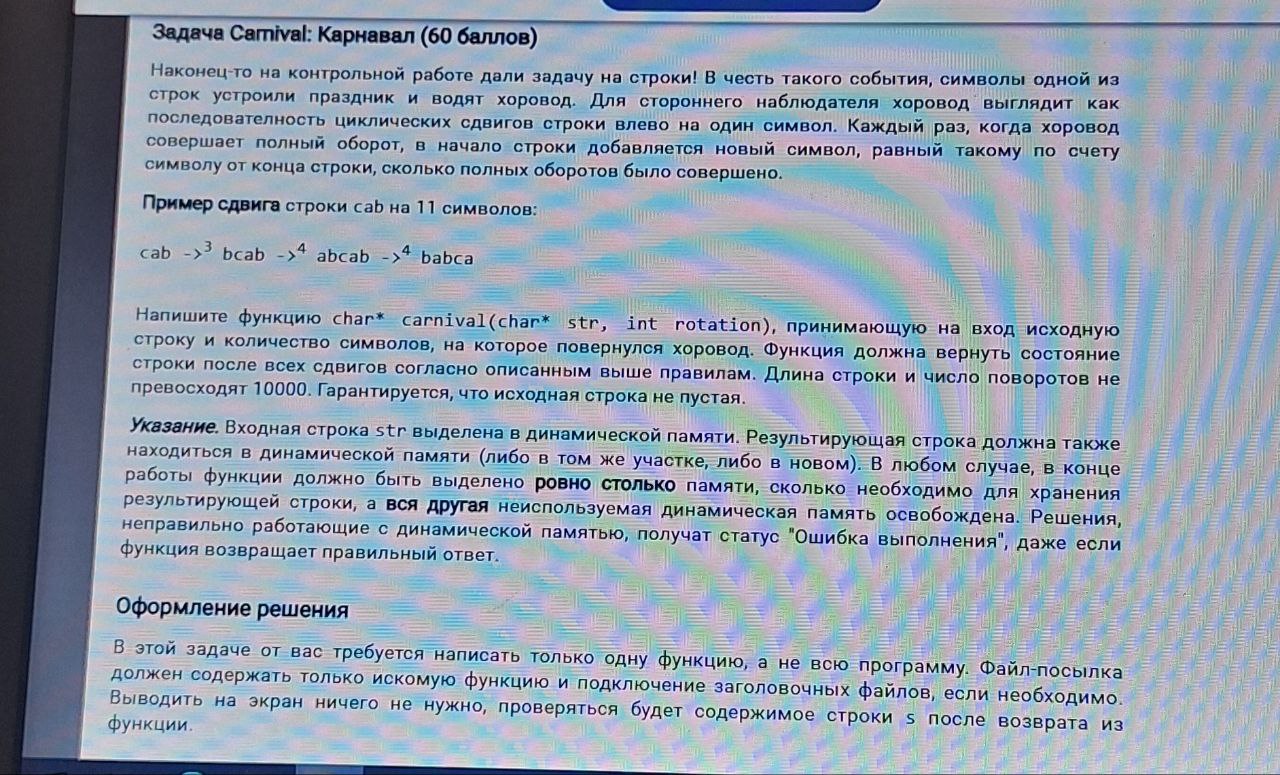 Задача Carnival: Карнавал (60 баллов)
Наконец-то на контрольной работе дали задачу на строки! В честь такого события, символы одной из
строк устроили праздник и водят хоровод. Для стороннего наблюдателя хоровод выглядит как
последователность циклических сдвигов строки влево на один символ. Каждый раз, когда хоровод
совершает полный оборот, в начало строки добавляется новый символ, равный такому по счету
символу от конца строки, сколько полных оборотов было совершено.
Пример сдвига строки cab на 11 символов:
cab ->3 bcab ->4 abcab ->4 babca
Напишите функцию char* carnival(char* str, int rotation), принимающую на вход исходную
строку и количество символов, на которое повернулся хоровод. Функция должна вернуть состояние
строки после всех сдвигов согласно описанным выше правилам. Длина строки и число поворотов не
превосходят 10000. Гарантируется, что исходная строка не пустая.
Указание. Входная строка str выделена в динамической памяти. Результирующая строка должна также
находиться в динамической памяти (либо в том же участке, либо в новом). В любом случае, в конце
работы функции должно быть выделено ровно столько памяти, сколько необходимо для хранения
результирующей строки, а вся другая неиспользуемая динамическая память освобождена. Решения,
неправильно работающие с динамической памятью, получат статус "Ошибка выполнения", даже если
функция возвращает правильный ответ.
Оформление решения
В этой задаче от вас требуется написать только одну функцию, а не всю программу. Файл-посылка
должен содержать только искомую функцию и подключение заголовочных файлов, если необходимо.
Выводить на экран ничего не нужно, проверяться будет содержимое строки s после возврата из
функции.